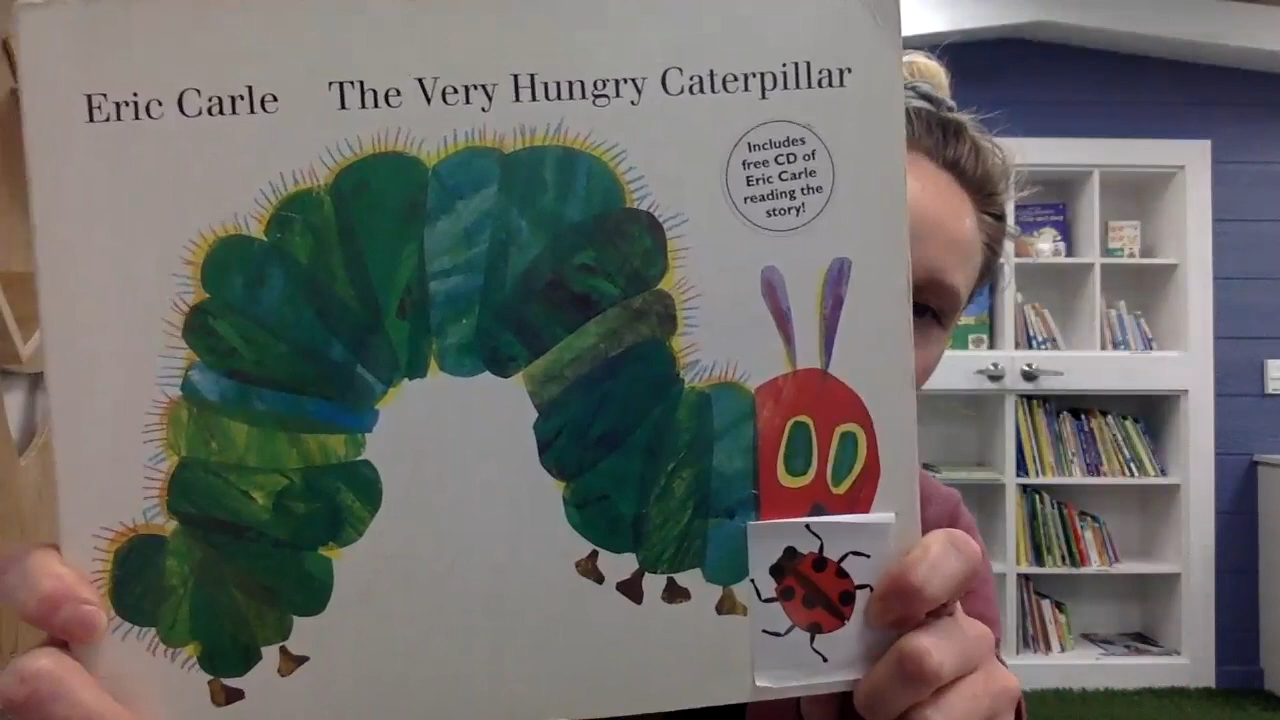 Eric Carle The Very Hungry Caterpillar
Includes
free CD of
Eric Carle
reading the
story!